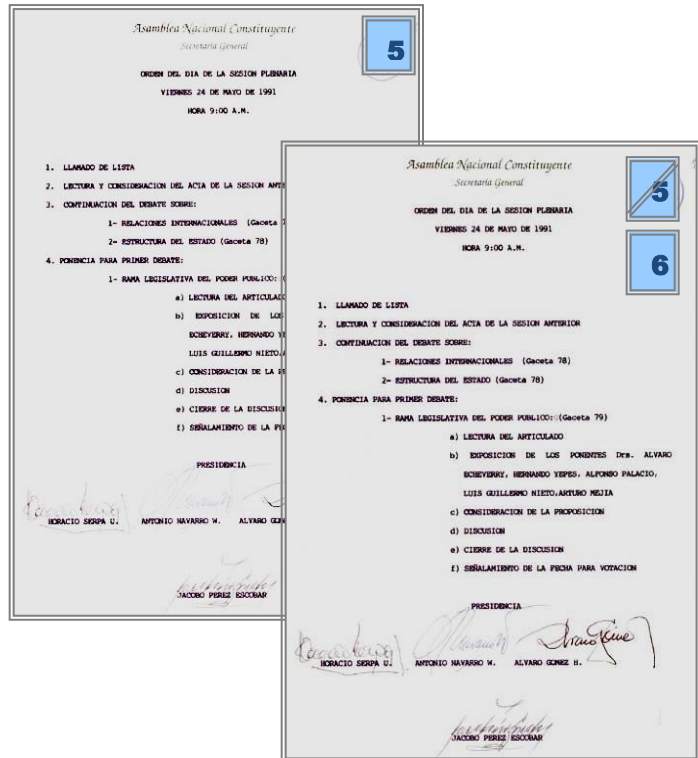 Asamblea Nacional Constituyente
Secretaría General
5
ORDEN DEL DIA DE LA SESION PLENARIA
VIERNES 24 DE MAYO DE 1991
HORA 9:00 A.M.
1. LLAMADO DE LISTA
2. LECTURA Y CONSIDERACION DEL ACTA DE LA SESION ANTE
3. CONTINUACION DEL DEBATE SOBRE:
1- RELACIONES INTERNACIONALES (Gaceta 7
2- ESTRUCTURA DEL ESTADO (Gaceta 78)
4. PONENCIA PARA PRIMER DEBATE:
1- RAMA LEGISLATIVA DEL PODER PUBLICO: (
a) LECTURA DEL ARTICULADO
b) EXPOSICION DE LOS
ECHEVERRY, HERNANDO YE
LUIS GUILLERMO NIETO,A
c) CONSIDERACION DE LA PR
d) DISCUSION
e) CIERRE DE LA DISCUSION
f) SEÑALAMIENTO DE LA FE
PRESIDENCIA
HORACIO SERPA U. ANTONIO NAVARRO W. ALVARO GOM
JACOBO PEREZ ESCOBAR
Asamblea Nacional Constituyente
Secretaría General
5
ORDEN DEL DIA DE LA SESION PLENARIA
VIERNES 24 DE MAYO DE 1991
HORA 9:00 A.M.
6
1. LLAMADO DE LISTA
2. LECTURA Y CONSIDERACION DEL ACTA DE LA SESION ANTERIOR
3. CONTINUACION DEL DEBATE SOBRE:
1- RELACIONES INTERNACIONALES (Gaceta 78)
2- ESTRUCTURA DEL ESTADO (Gaceta 78)
4. PONENCIA PARA PRIMER DEBATE:
1- RAMA LEGISLATIVA DEL PODER PUBLICO: (Gaceta 79)
a) LECTURA DEL ARTICULADO
b) EXPOSICION DE LOS PONENTES Drs. ALVARO
ECHEVERRY, HERNANDO YEPES, ALFONSO PALACIO,
LUIS GUILLERMO NIETO,ARTURO MEJIA
c) CONSIDERACION DE LA PROPOSICION
d) DISCUSION
e) CIERRE DE LA DISCUSION
f) SEÑALAMIENTO DE LA FECHA PARA VOTACION
PRESIDENCIA
HORACIO SERPA U. ANTONIO NAVARRO W. ALVARO GOMEZ H.
JACOBO PEREZ ESCOBAR